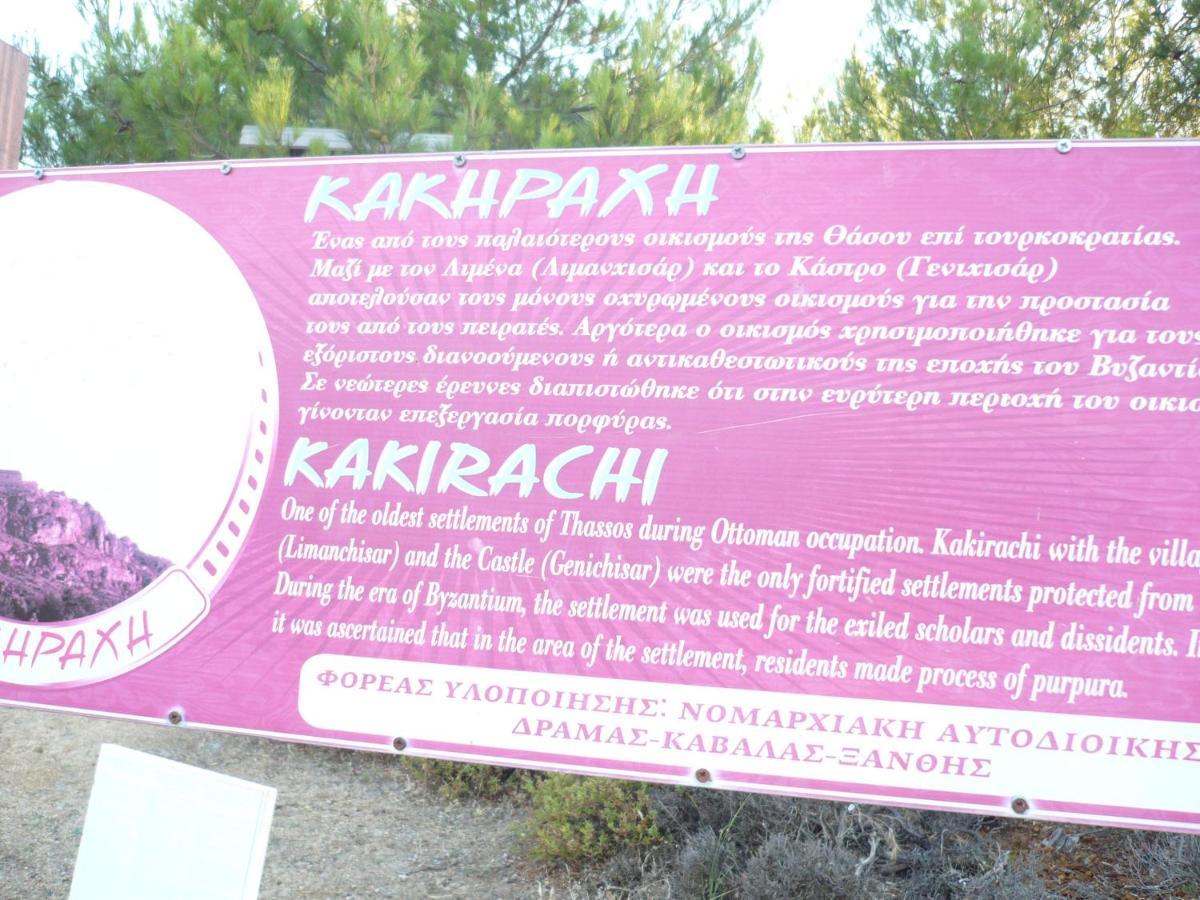 ΚΑΚΗΡΑΧΗ
Ένας από τους παλαιότερους οικισμούς της Θάσου επί τουρκοκρατίας.
Μαζί με τον Λιμένα (Λιμανχισάρ) και το Κάστρο (Γενιχισάρ)
αποτελούσαν τους μόνους οχυρωμένους οικισμούς για την προστασία
τους από τους πειρατές. Αργότερα ο οικισμός χρησιμοποιήθηκε για τους
εξόριστους διανοούμενους ή αντικαθεστωτικούς της εποχής του
Σε νεώτερες έρευνες διαπιστώθηκε ότι στην ευρύτερη περιοχή του
γίνονταν επεξεργασία πορφύρας.
KAKIRACHI
One of the oldest settlements of Thassos during Ottoman occupation. Kakirachi with the
(Limanchisar) and the Castle (Genichisar) were the only fortified settlements protected from
During the era of Byzantium, the settlement was used for the exiled scholars and dissidents.
it was ascertained that in the area of the settlement, residents made process of purpura.
ΗΡΑΧΗ
ΦΟΡΕΑΣ ΥΛΟΠΟΙΗΣΗΣ: ΝΟΜΑΡΧΙΑΚΗ ΑΥΤΟΔΙΟΙΚΗΣ
ΔΡΑΜΑΣ-ΚΑΒΑΛΑΣ-ΞΑΝΘΗΣ